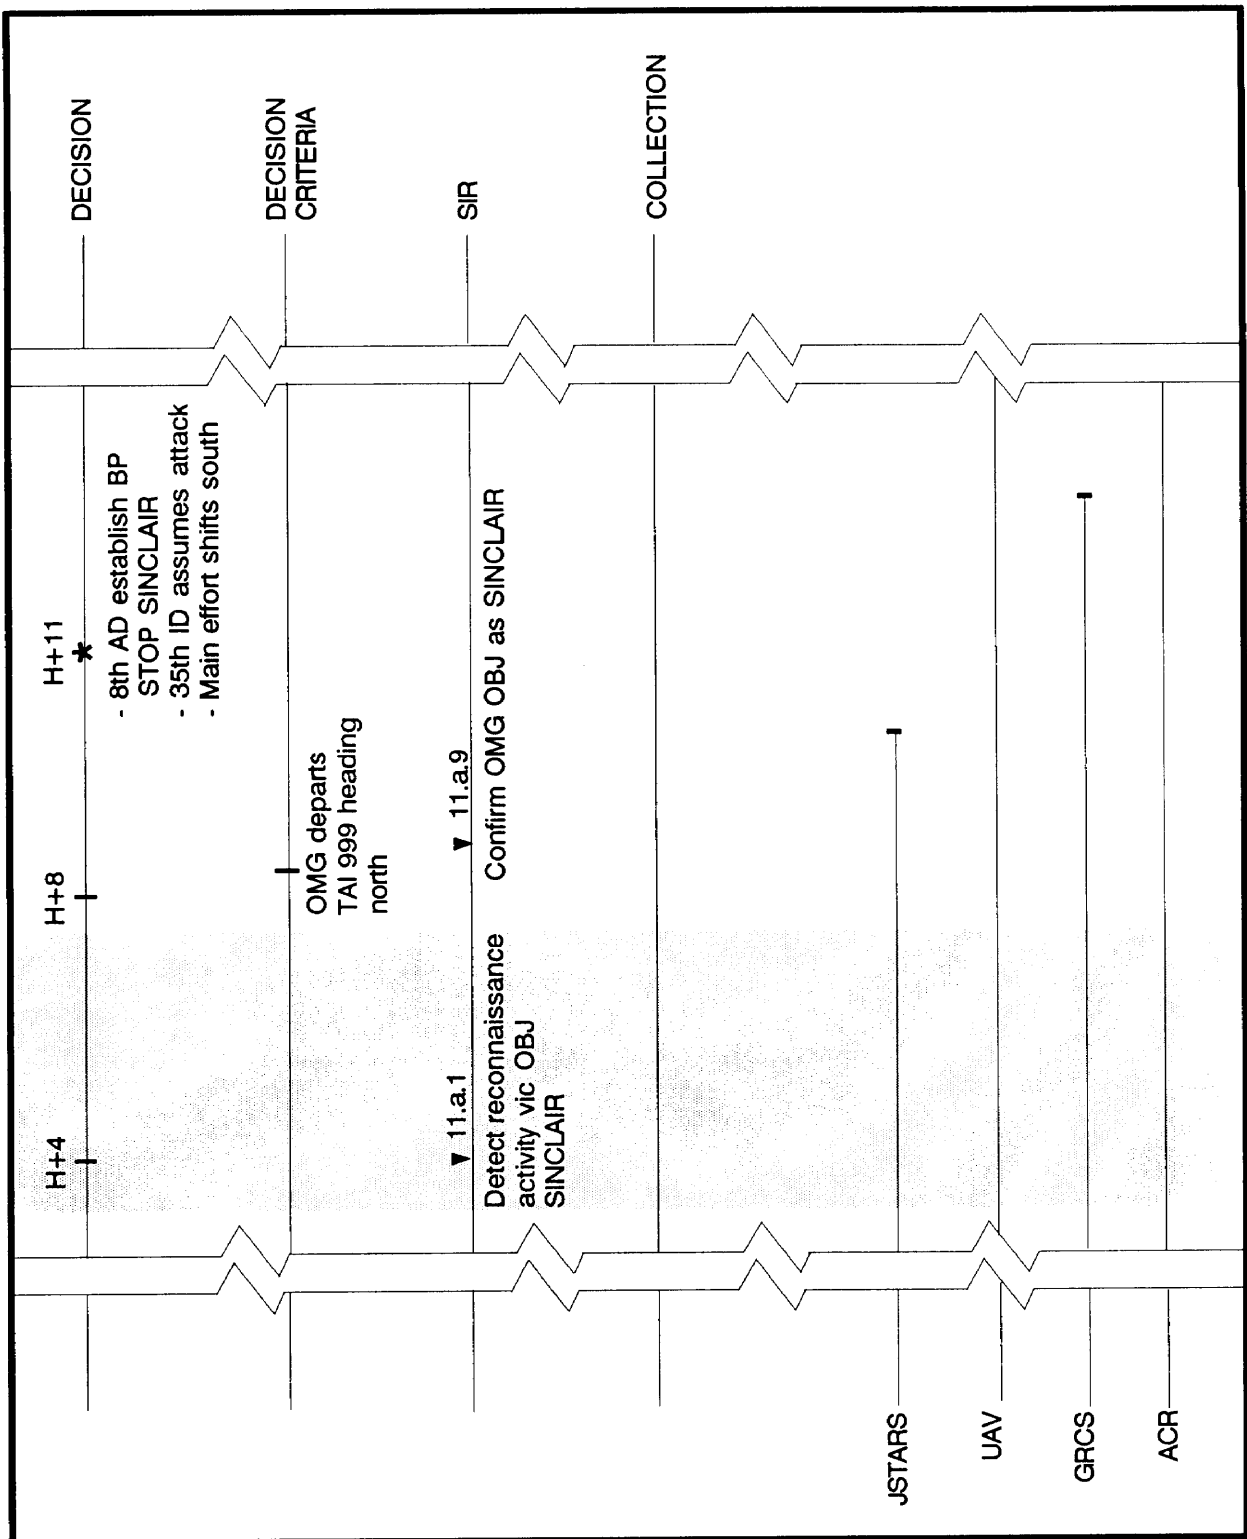 H+4
H+8
H+11
DECISION
- 8th AD establish BP
STOP SINCLAIR
- 35th ID assumes attack
- Main effort shifts south
DECISION
CRITERIA
OMG departs
TAI 999 heading
north
11.a.1
11.a.9
SIR
Detect reconnaissance
activity vic OBJ
SINCLAIR
Confirm OMG OBJ as SINCLAIR
COLLECTION
JSTARS
UAV
GRCS
ACR